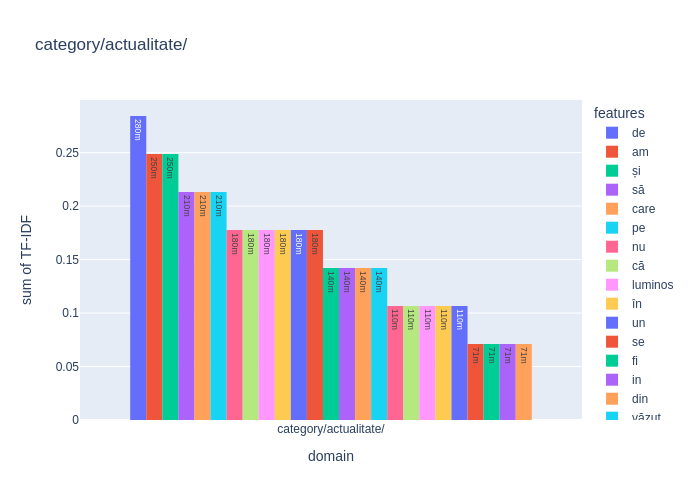 category/actualitate/
280m
250m
250m
210m
210m
210m
180m
180m
180m
180m
180m
180m
140m
140m
140m
140m
110m
110m
110m
110m
110m
71m
71m
71m
71m
0.25
0.2
0.15
0.1
0.05
0
sum of TF-IDF
category/actualitate/
domain
features
de
am
și
să
care
pe
nu
că
luminos
în
un
se
fi
in
din
văzut